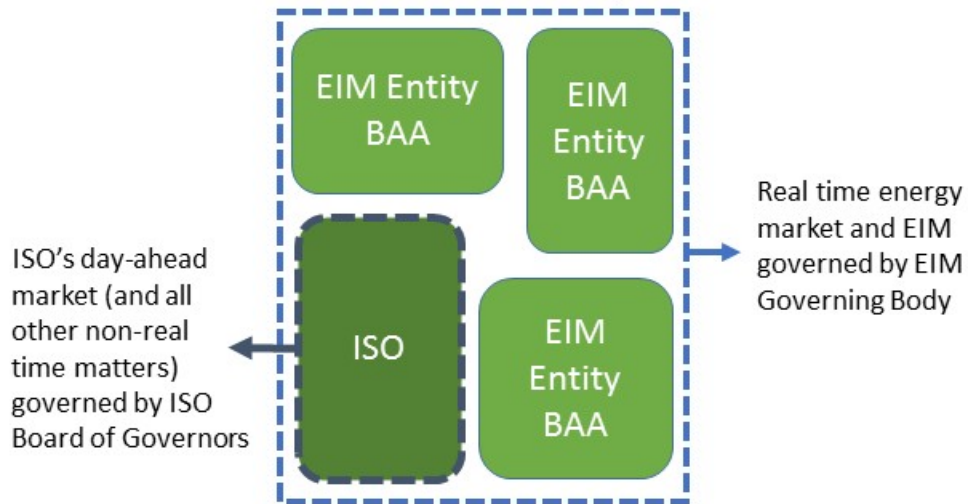 EIM Entity
BAA
EIM
Entity
BAA
Real time energy
market and EIM
governed by EIM
Governing Body
ISO's day-ahead
market (and all
other non-real
time matters)
governed by ISO
Board of Governors
ISO
EIM
Entity
BAA